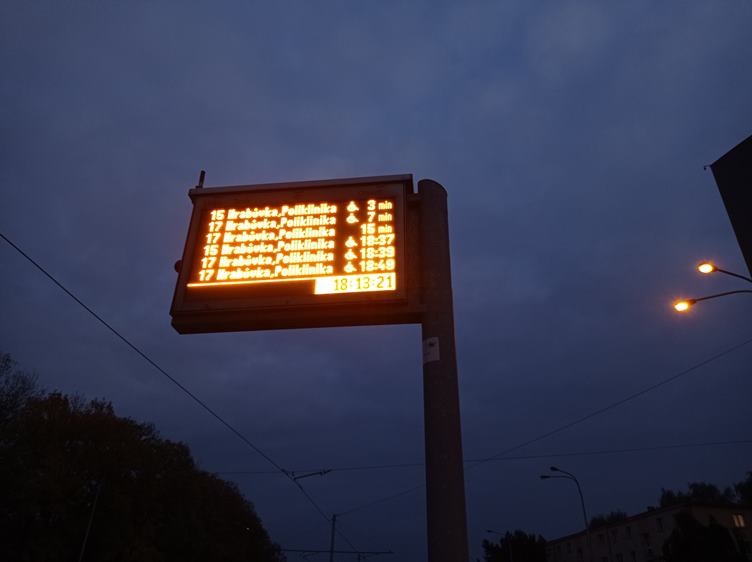 15 Hrabůvka,Poliklinika ♿ 3 min
17 Hrabůvka,Poliklinika ♿ 7 min
17 Hrabůvka,Poliklinika 15 min
15 Hrabůvka,Poliklinika ♿ 18:37
17 Hrabůvka,Poliklinika ♿ 18:39
17 Hrabůvka,Poliklinika ♿ 18:49
18:13:21